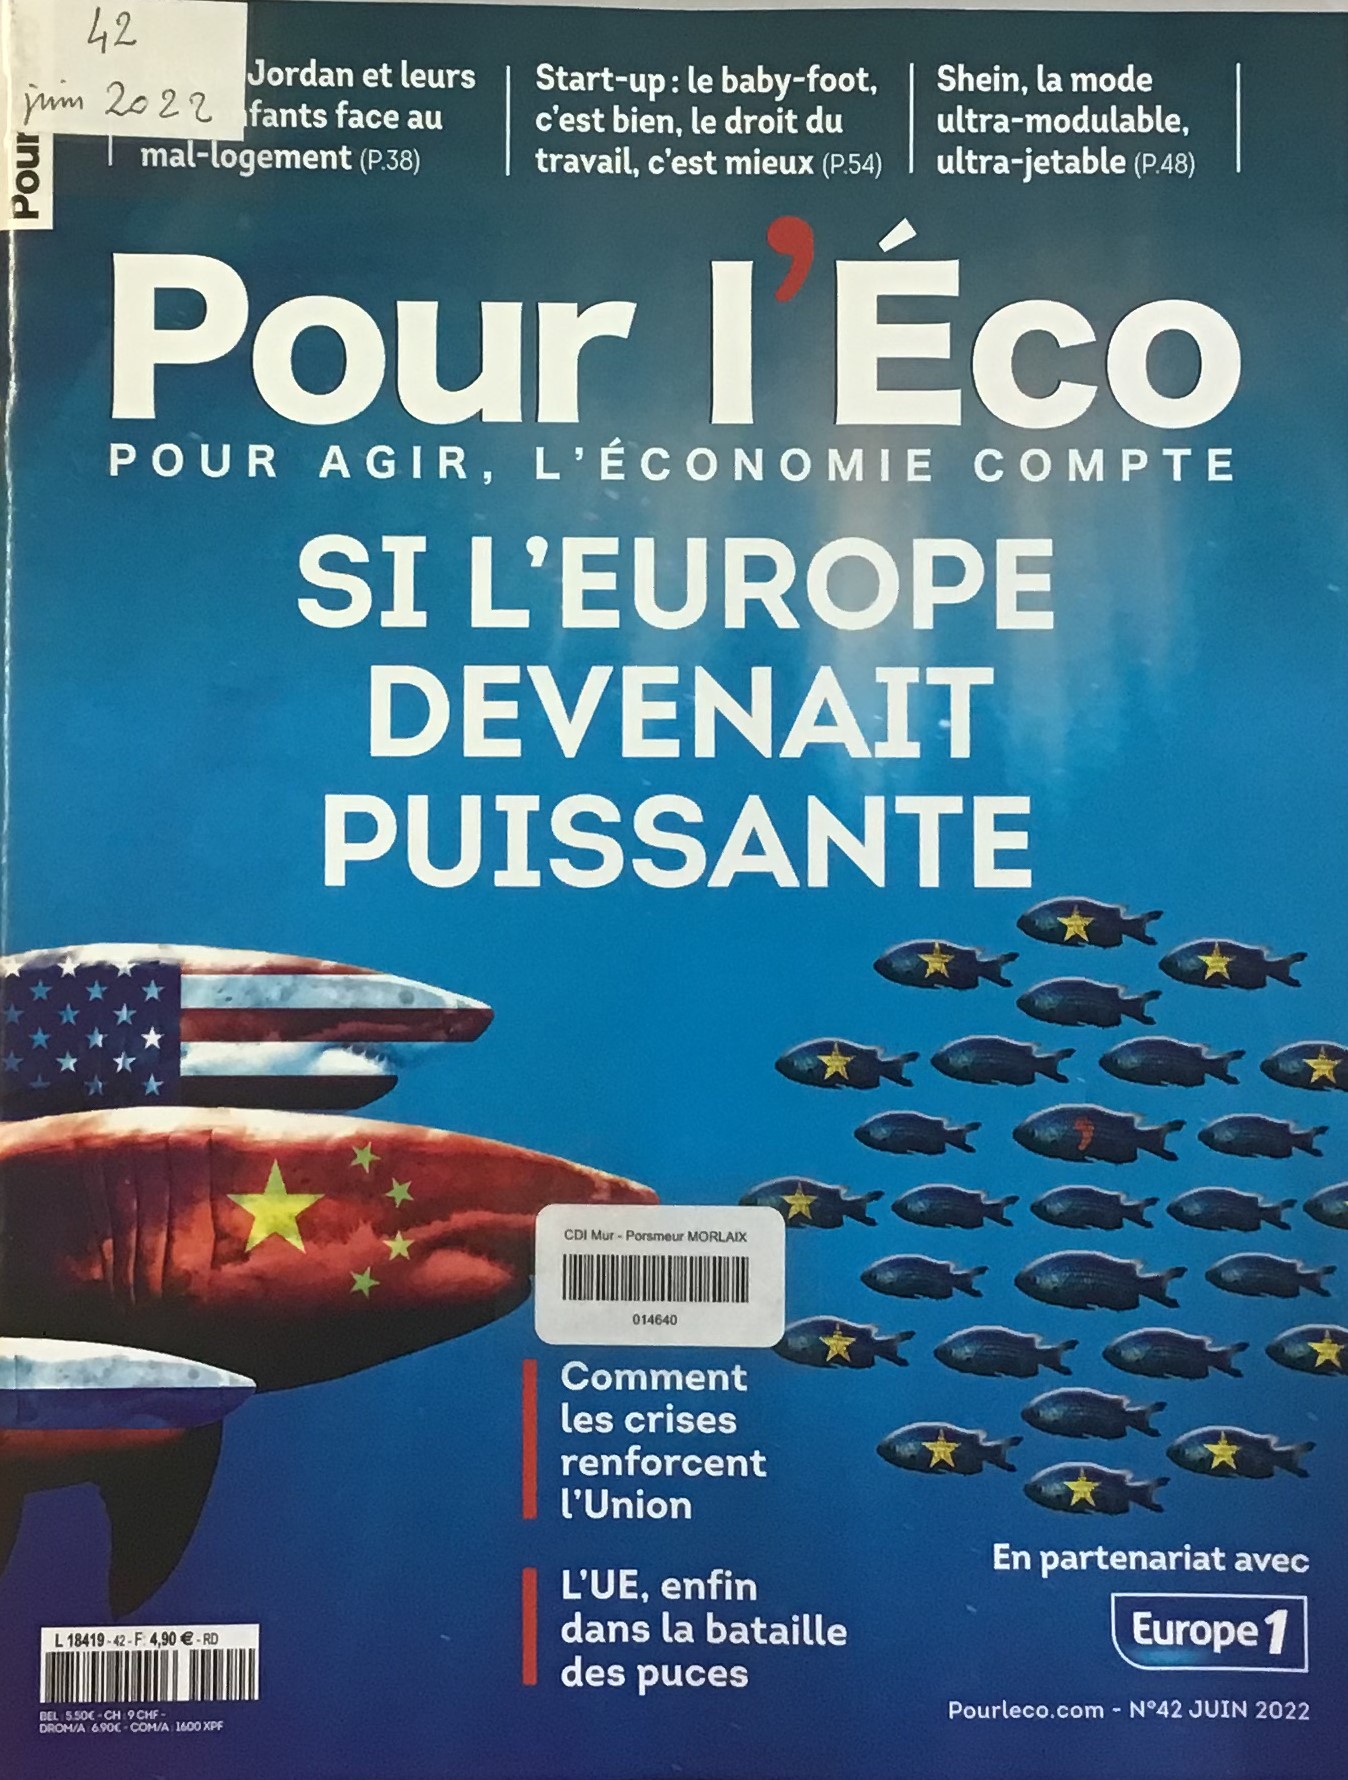 42
juin 2022
Pour
Jordan et leurs
fants face au
mal-logement (P.38)
Start-up : le baby-foot,
c'est bien, le droit du
travail, c'est mieux (P.54)
Shein, la mode
ultra-modulable,
ultra-jetable (P.48)
Pour l'Éco
POUR AGIR, L'ÉCONOMIE COMPTE
SI L'EUROPE
DEVENAIT
PUISSANTE
CDI Mur - Porsmeur MORLAIX
014640
Comment
les crises
renforcent
l'Union
L'UE, enfin
dans la bataille
des puces
En partenariat avec
Europe 1
L 18419 - 42 - F: 4,90 € - RD
BEL : 5.50€ - CH : 9 CHF -
DROM/A : 6.90€ - COM/A : 1600 XPF
Pourleco.com - N°42 JUIN 2022